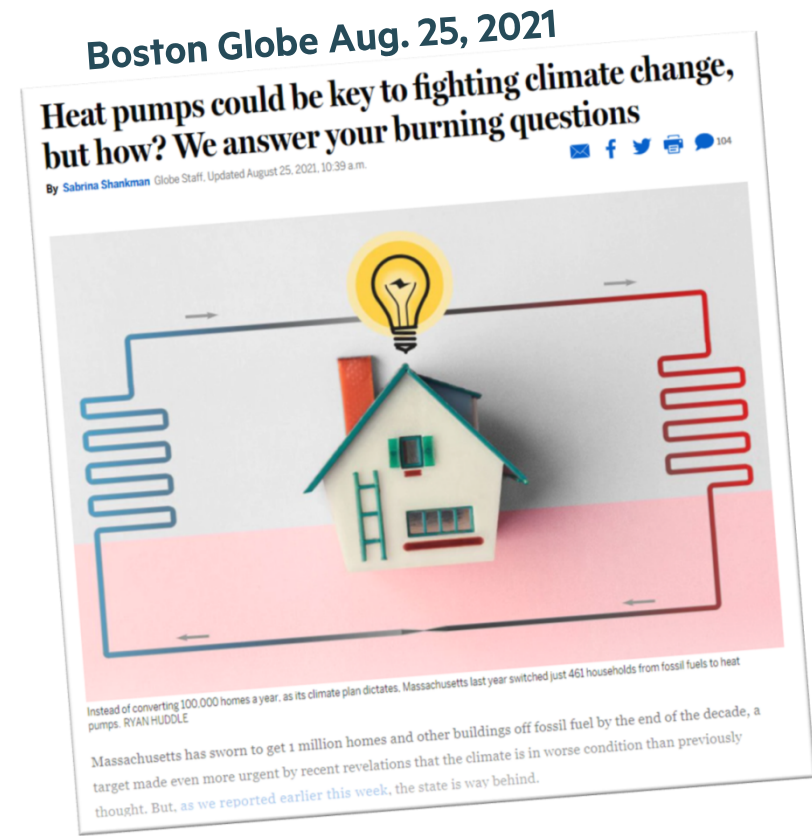 Boston Globe Aug. 25, 2021
Heat pumps could be key to fighting climate change,
but how? We answer your burning questions
By Sabrina Shankman Globe Staff, Updated August 25, 2021, 10:39 a.m.
104
Instead of converting 100,000 homes a year, as its climate plan dictates, Massachusetts last year switched just 461 households from fossil fuels to heat
pumps. RYAN HUDDLE
Massachusetts has sworn to get 1 million homes and other buildings off fossil fuel by the end of the decade, a
target made even more urgent by recent revelations that the climate is in worse condition than previously
thought. But, as we reported earlier this week, the state is way behind.